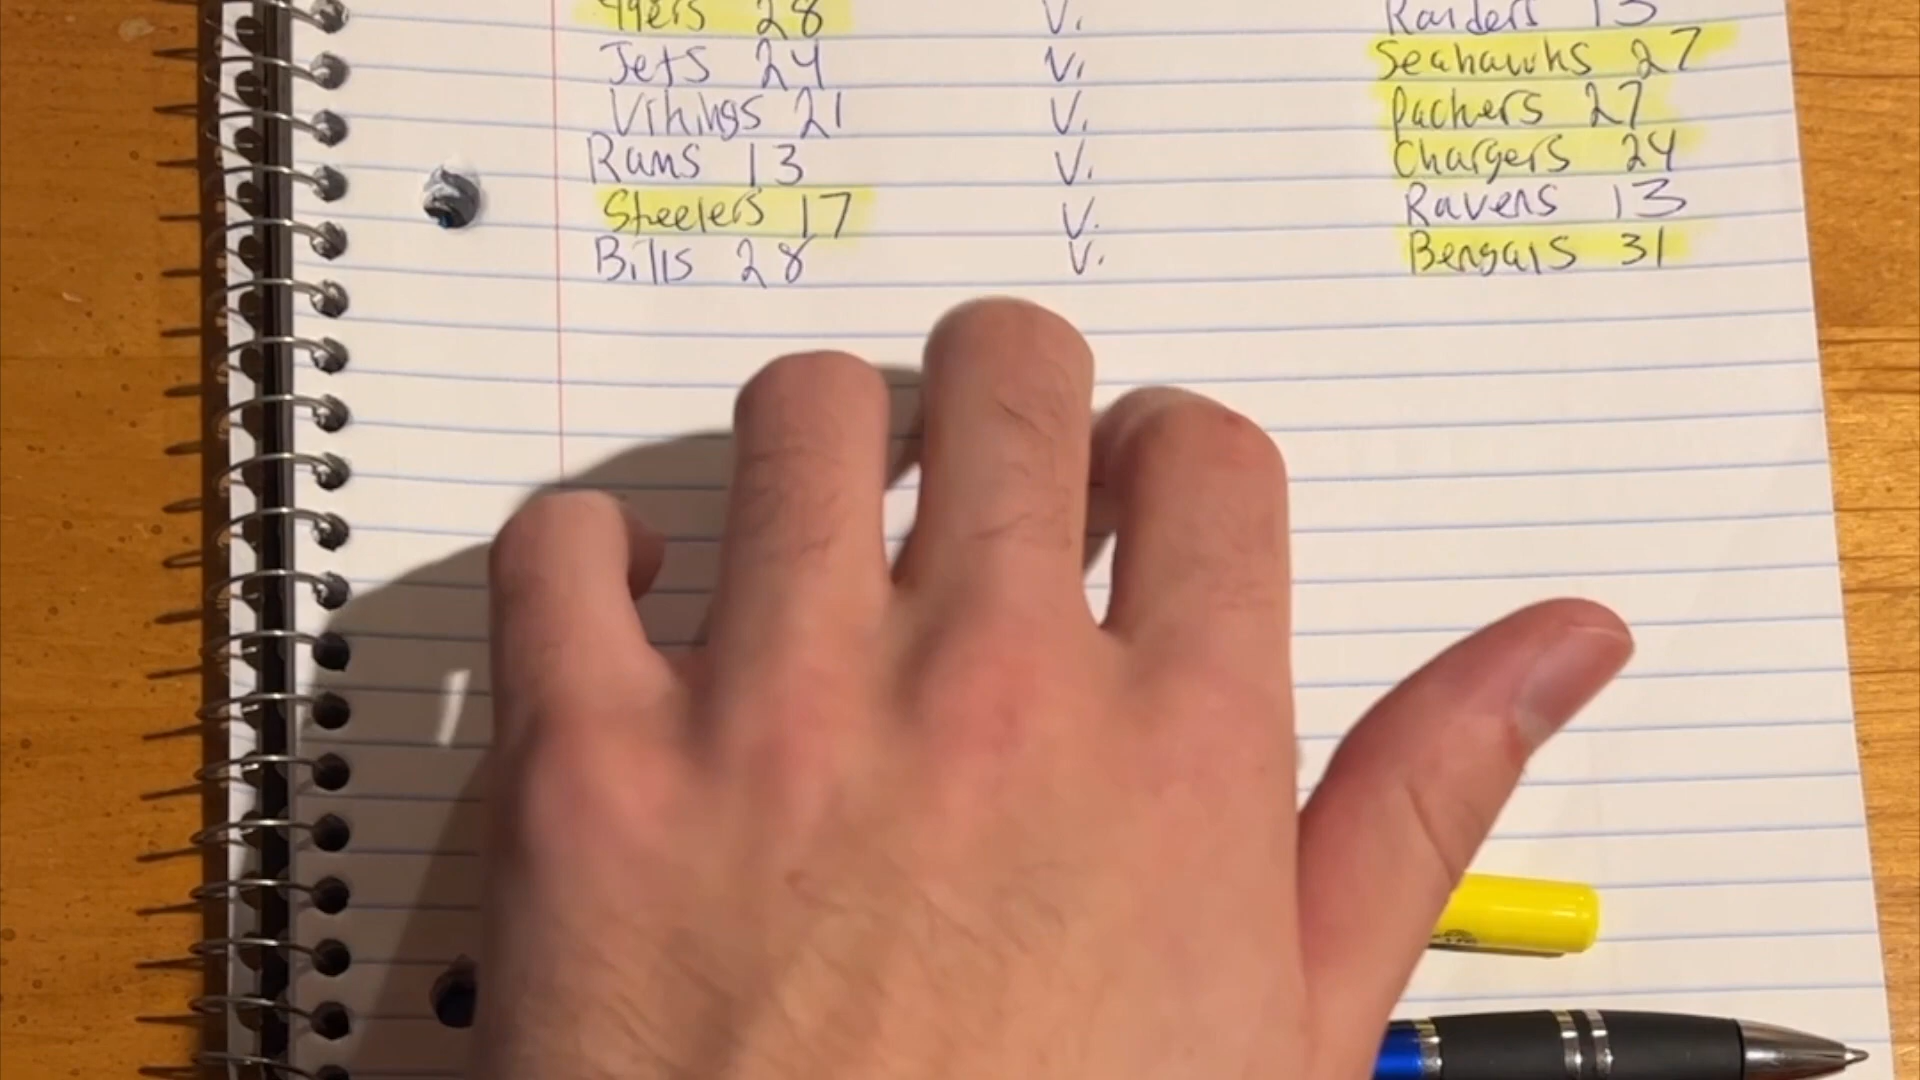 49ers 28 V. Raiders 13
Jets 24 V. Seahawks 27
Vikings 21 V. Packers 27
Rams 13 V. Chargers 24
Steelers 17 V. Ravens 13
Bills 28 V. Bengals 31